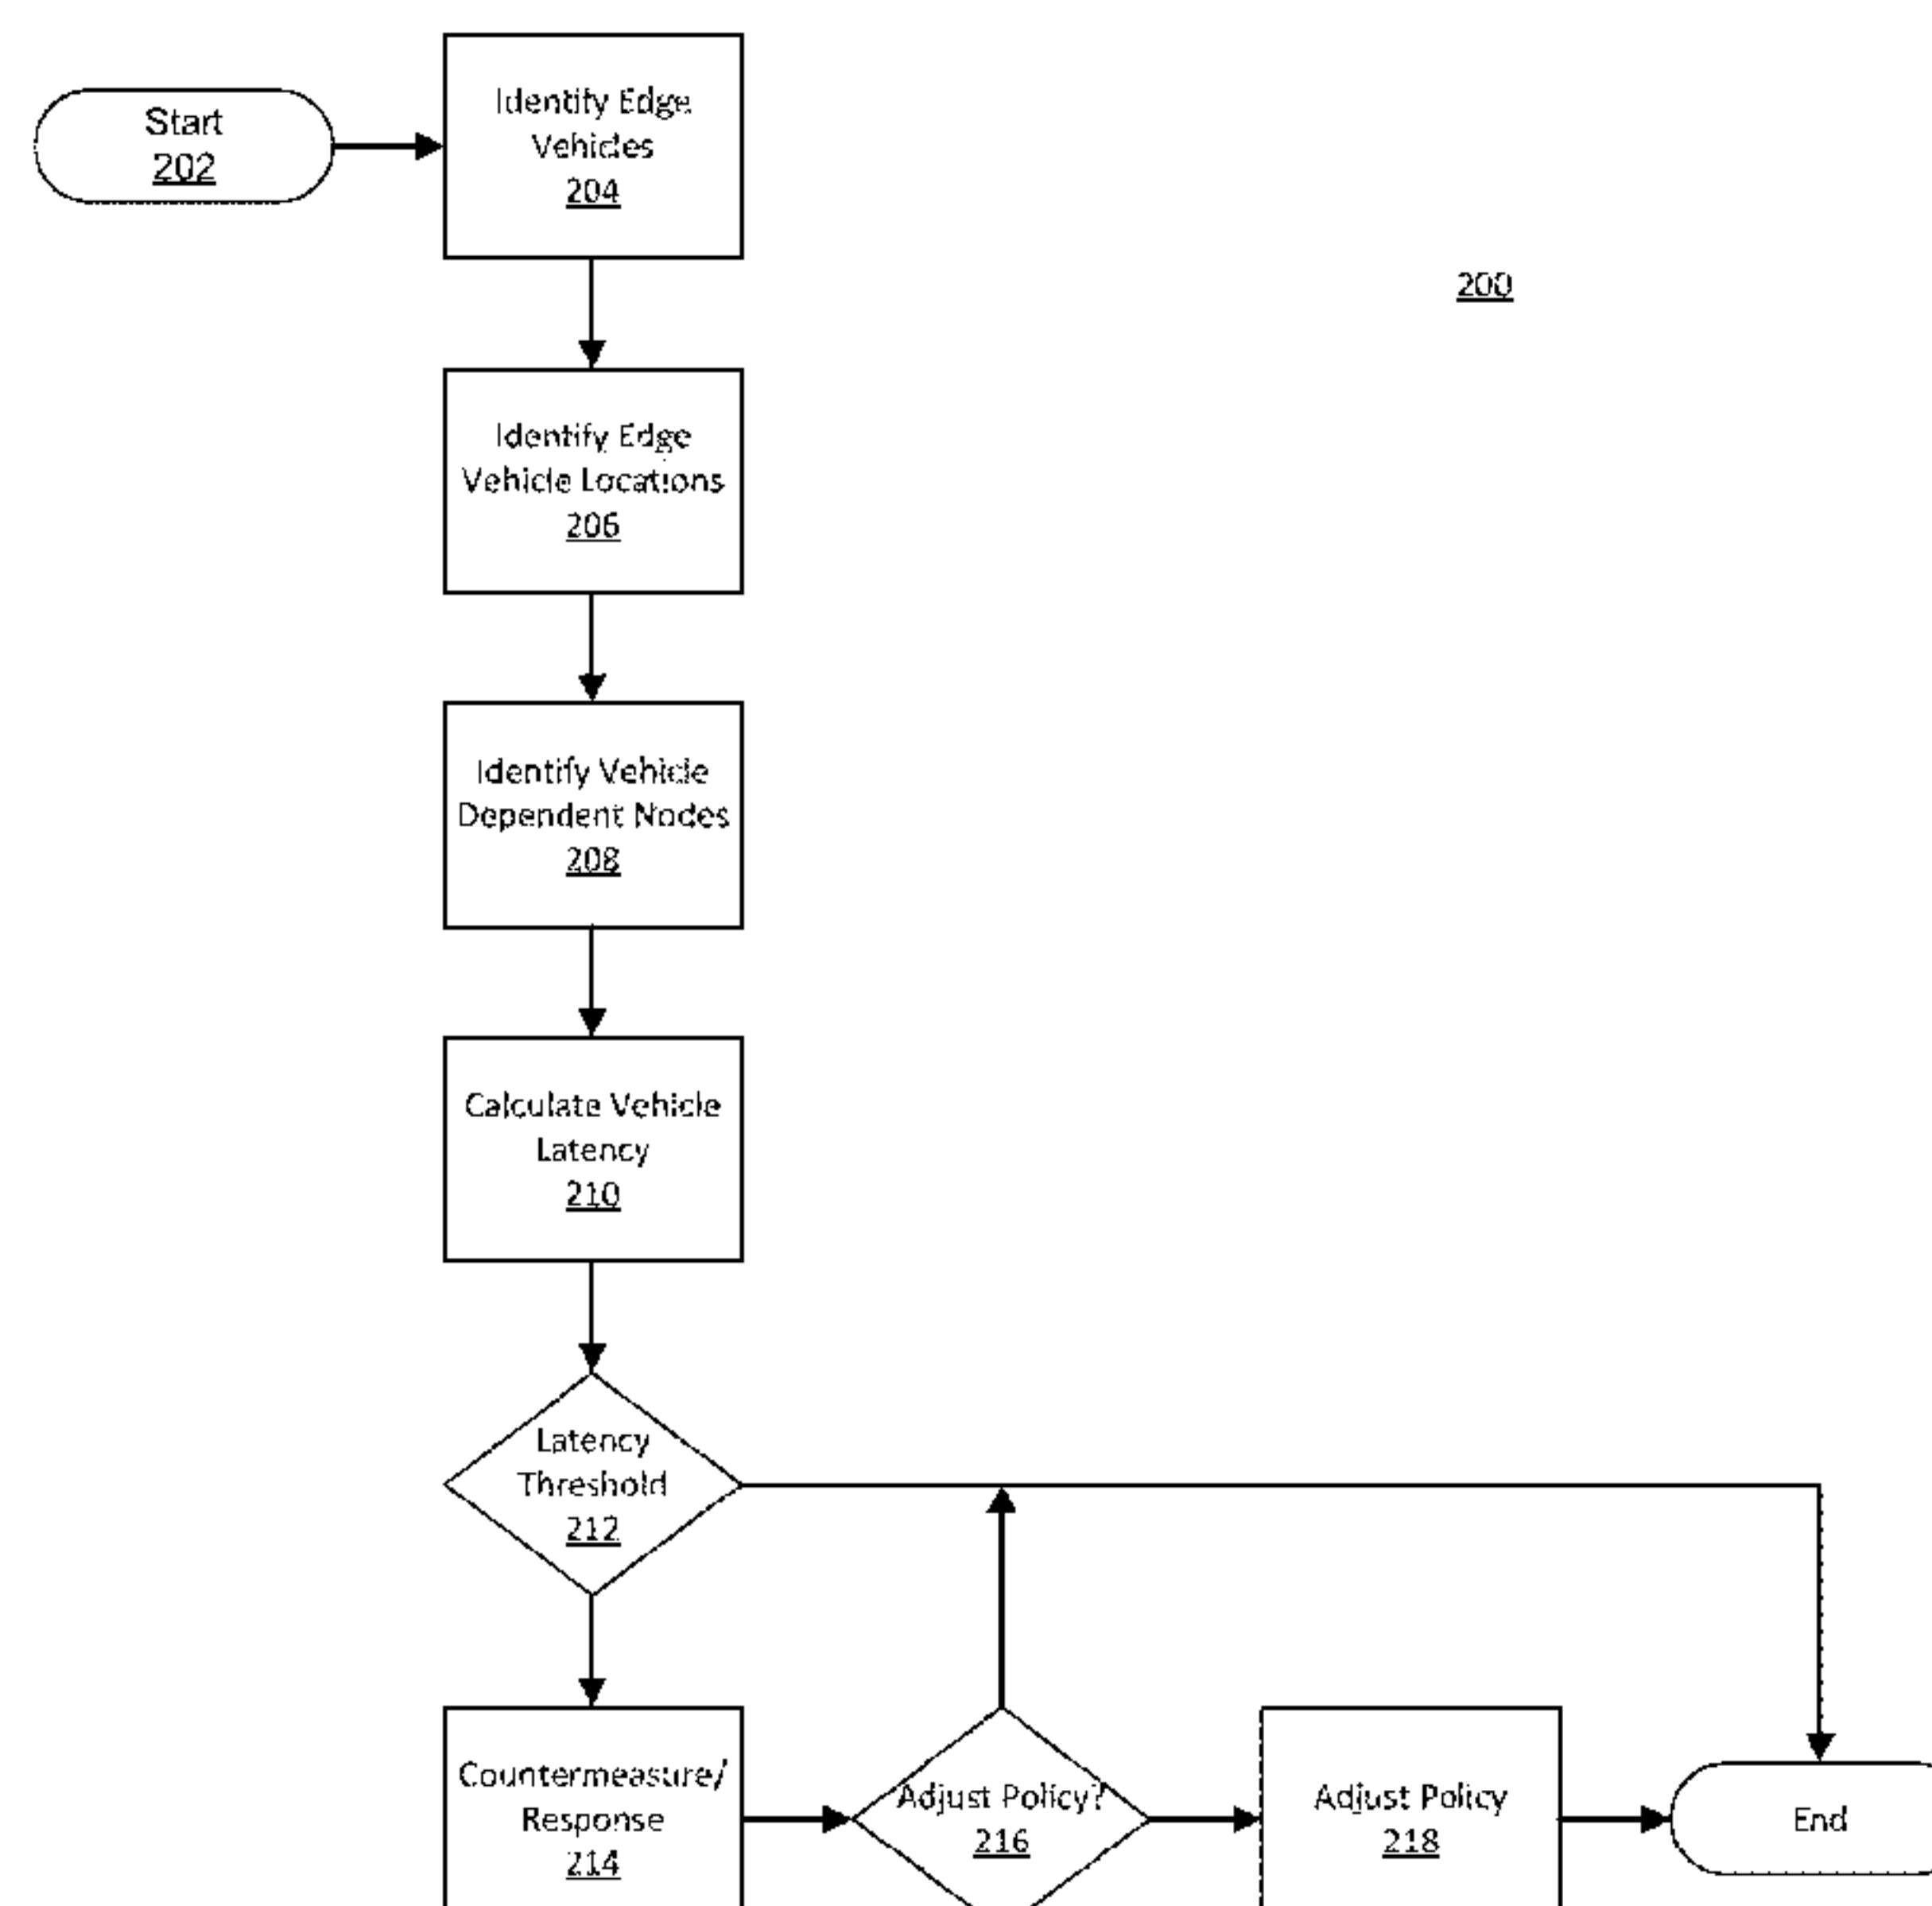 Start
202
Identify Edge
Vehicles
204
200
Identify Edge
Vehicle Locations
206
Identify Vehicle
Dependent Nodes
208
Calculate Vehicle
Latency
210
Latency
Threshold
212
Countermeasure/
Response
214
Adjust Policy?
216
Adjust Policy
218
End